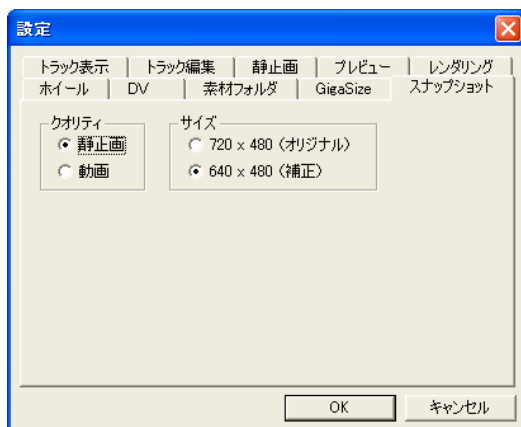 設定
トラック表示 トラック編集 静止画 プレビュー レンダリング
ホイール DV 素材フォルダ GigaSize スナップショット
クオリティ サイズ
静止画 720 x 480 (オリジナル)
動画 640 x 480 (補正)
OK キャンセル